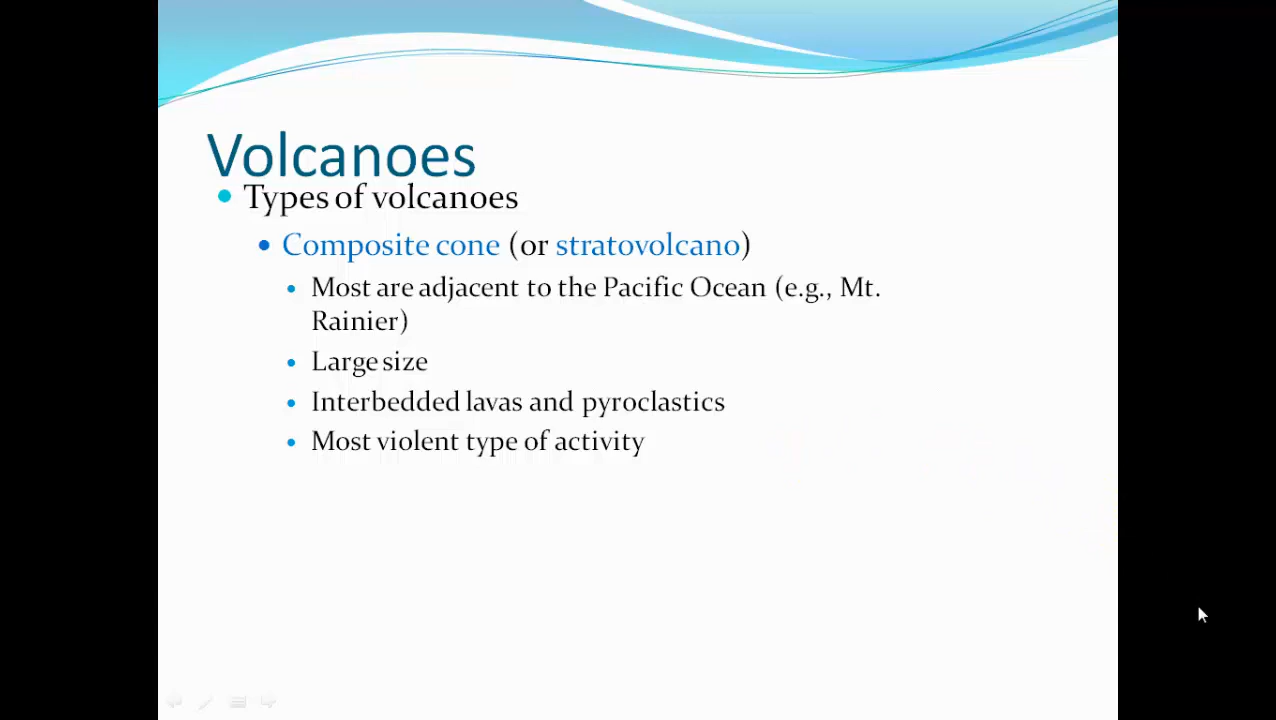 Volcanoes
• Types of volcanoes
• Composite cone (or stratovolcano)
• Most are adjacent to the Pacific Ocean (e.g., Mt.
Rainier)
• Large size
• Interbedded lavas and pyroclastics
• Most violent type of activity